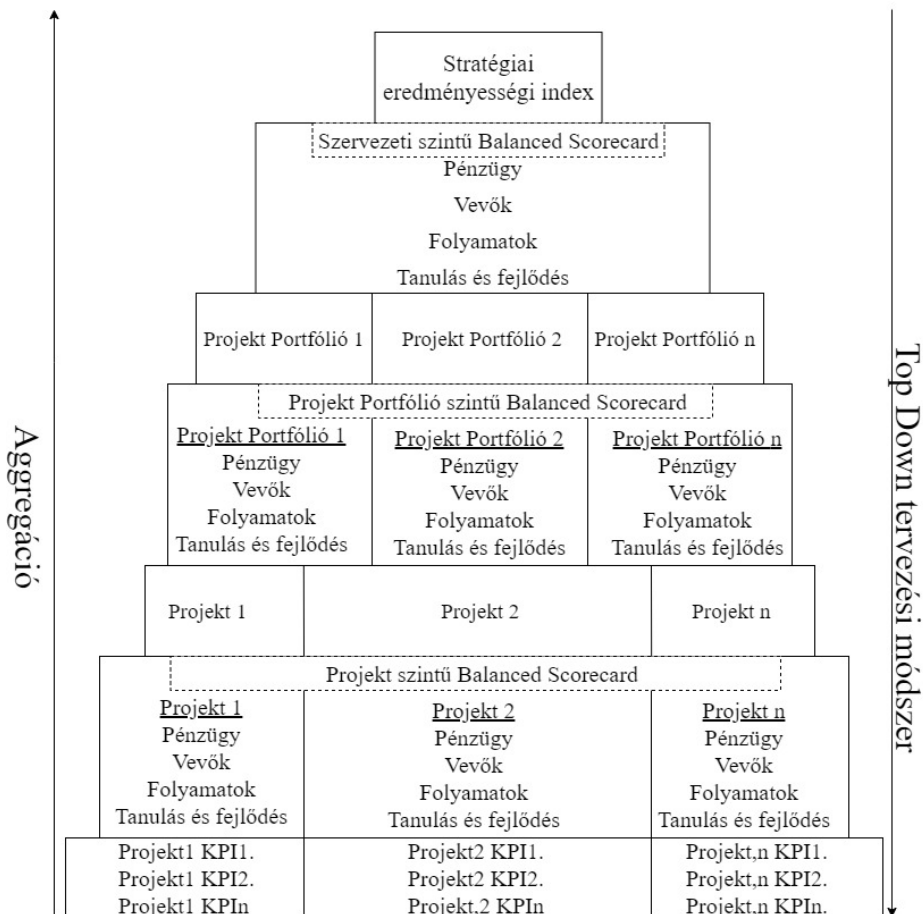 Stratégiai
eredményességi index
Szervezeti szintű Balanced Scorecard
Pénzügy
Vevők
Folyamatok
Tanulás és fejlődés
Projekt Portfólió 1
Projekt Portfólió 2
Projekt Portfólió n
Projekt Portfólió szintű Balanced Scorecard
Projekt Portfólió 1
Pénzügy
Vevők
Folyamatok
Tanulás és fejlődés
Projekt Portfólió 2
Pénzügy
Vevők
Folyamatok
Tanulás és fejlődés
Projekt Portfólió n
Pénzügy
Vevők
Folyamatok
Tanulás és fejlődés
Projekt 1
Projekt 2
Projekt n
Projekt szintű Balanced Scorecard
Projekt 1
Pénzügy
Vevők
Folyamatok
Tanulás és fejlődés
Projekt 2
Pénzügy
Vevők
Folyamatok
Tanulás és fejlődés
Projekt n
Pénzügy
Vevők
Folyamatok
Tanulás és fejlődés
Projekt1 KPI1.
Projekt1 KPI2.
Projekt1 KPIn
Projekt2 KPI1.
Projekt2 KPI2.
Projekt,2 KPIn
Projekt,n KPI1.
Projekt,n KPI2.
Projekt,n KPIn.
Aggregáció
Top Down tervezési módszer